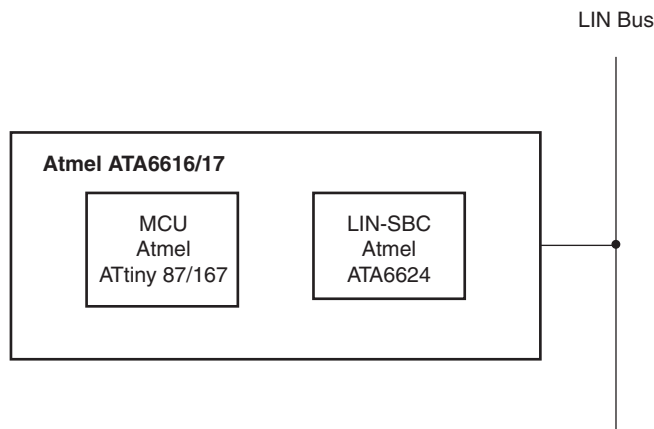 LIN Bus
Atmel ATA6616/17
MCU
Atmel
ATtiny 87/167
LIN-SBC
Atmel
ATA6624